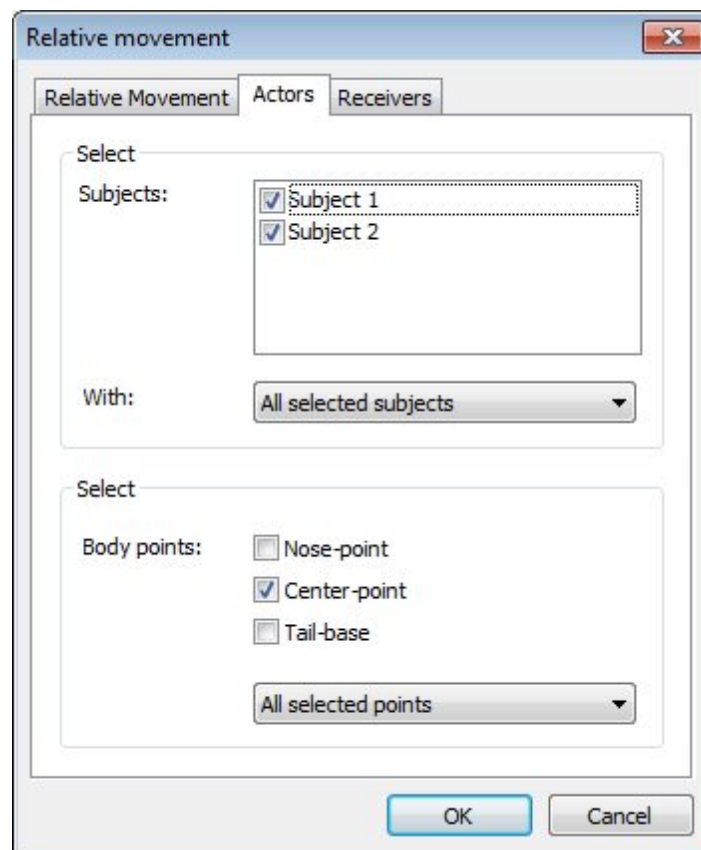 Relative movement
Relative Movement Actors Receivers
Select
Subjects:
Subject 1
Subject 2
With:
All selected subjects
Select
Body points:
Nose-point
Center-point
Tail-base
All selected points
OK Cancel